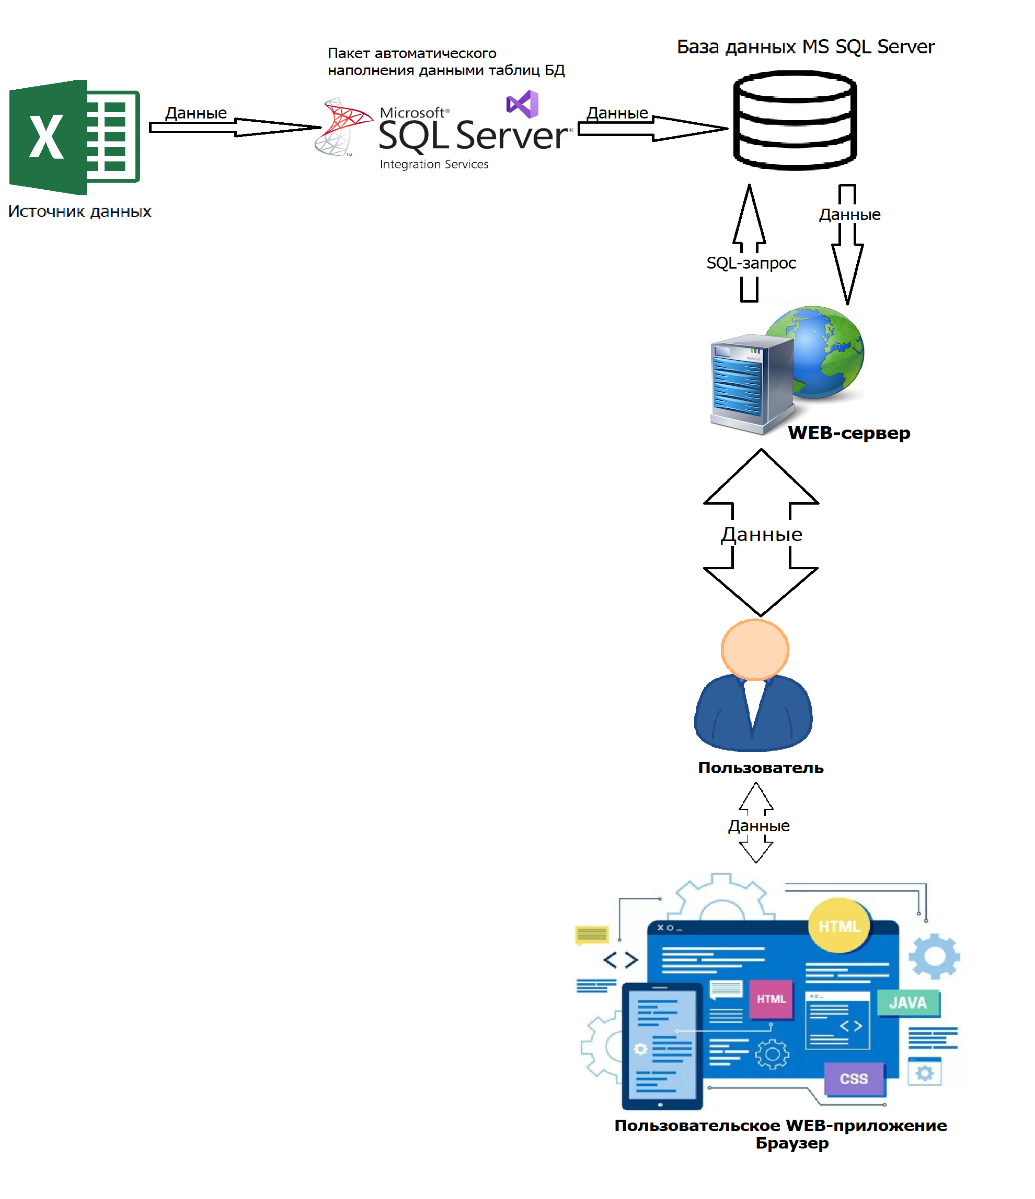 Пакет автоматического
наполнения данными таблиц БД
База данных MS SQL Server
X
Данные
Microsoft®
SQL Server®
Integration Services
Данные
Источник данных
Данные
SQL-запрос
WEB-сервер
Данные
Пользователь
Данные
HTML
HTML
JAVA
CSS
Пользовательское WEB-приложение
Браузер